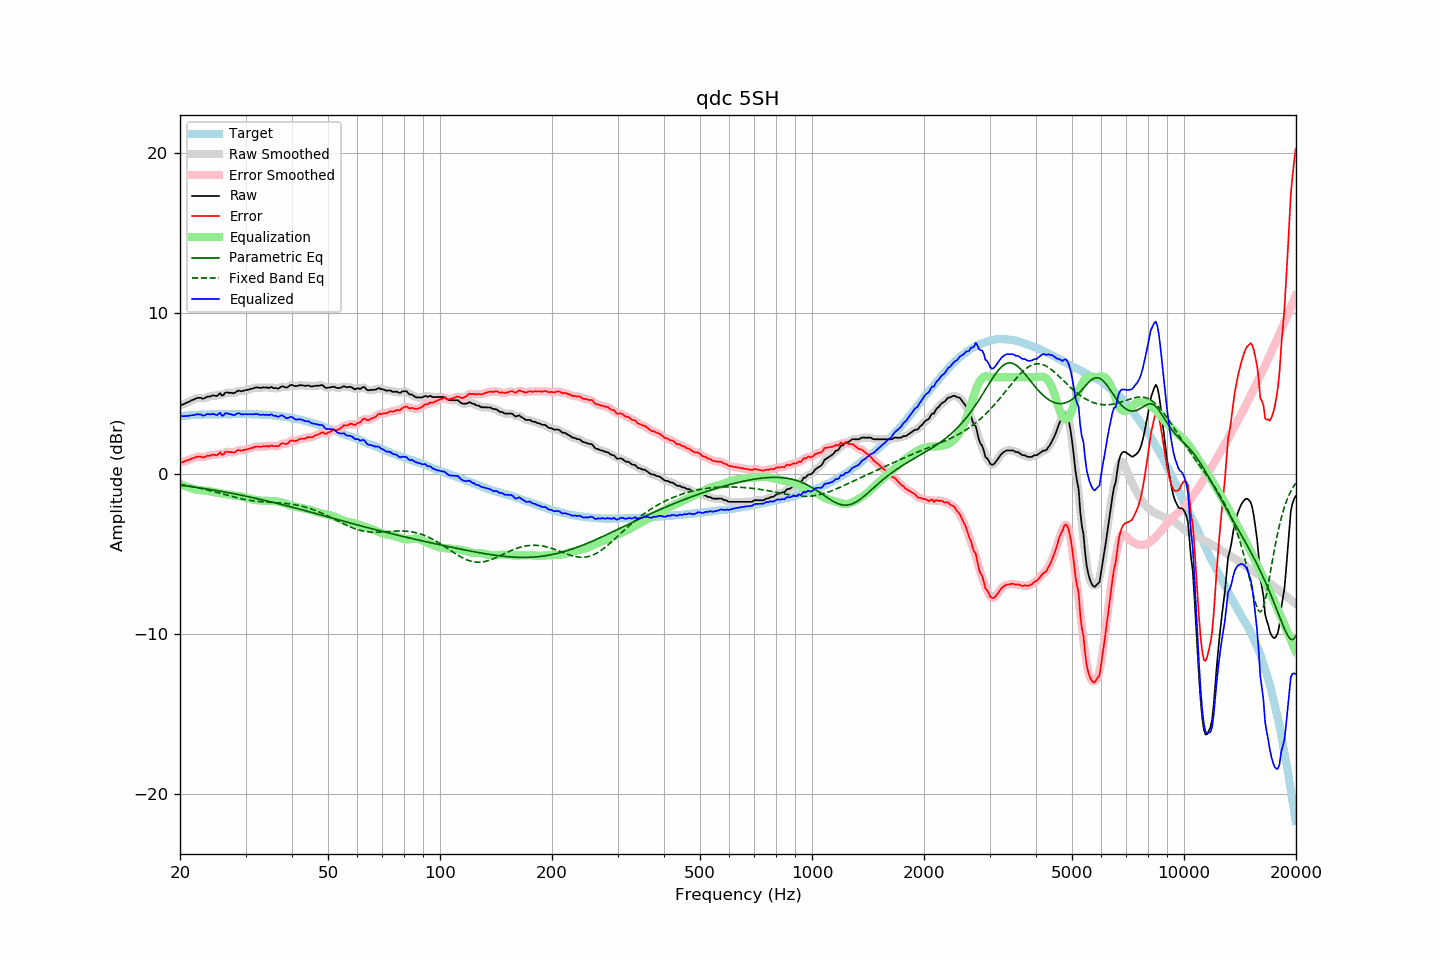 qdc 5SH
Target
Raw Smoothed
Error Smoothed
Raw
Error
Equalization
Parametric Eq
Fixed Band Eq
Equalized
Amplitude (dBr)
20
10
0
−10
−20
20
50
100
200
500
1000
2000
5000
10000
20000
Frequency (Hz)